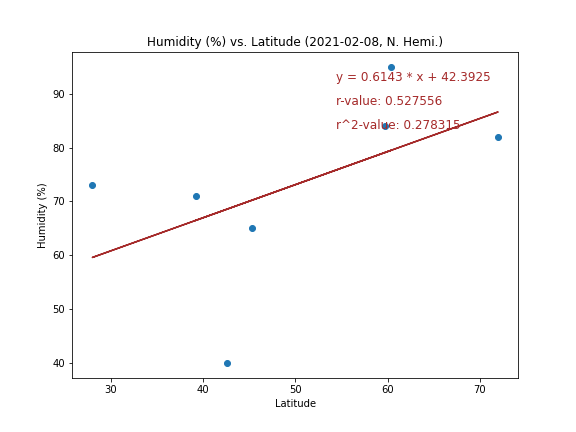 Humidity (%) vs. Latitude (2021-02-08, N. Hemi.)
y = 0.6143 * x + 42.3925
r-value: 0.527556
r^2-value: 0.278315
90
80
70
60
50
40
Humidity (%)
30 40 50 60 70
Latitude